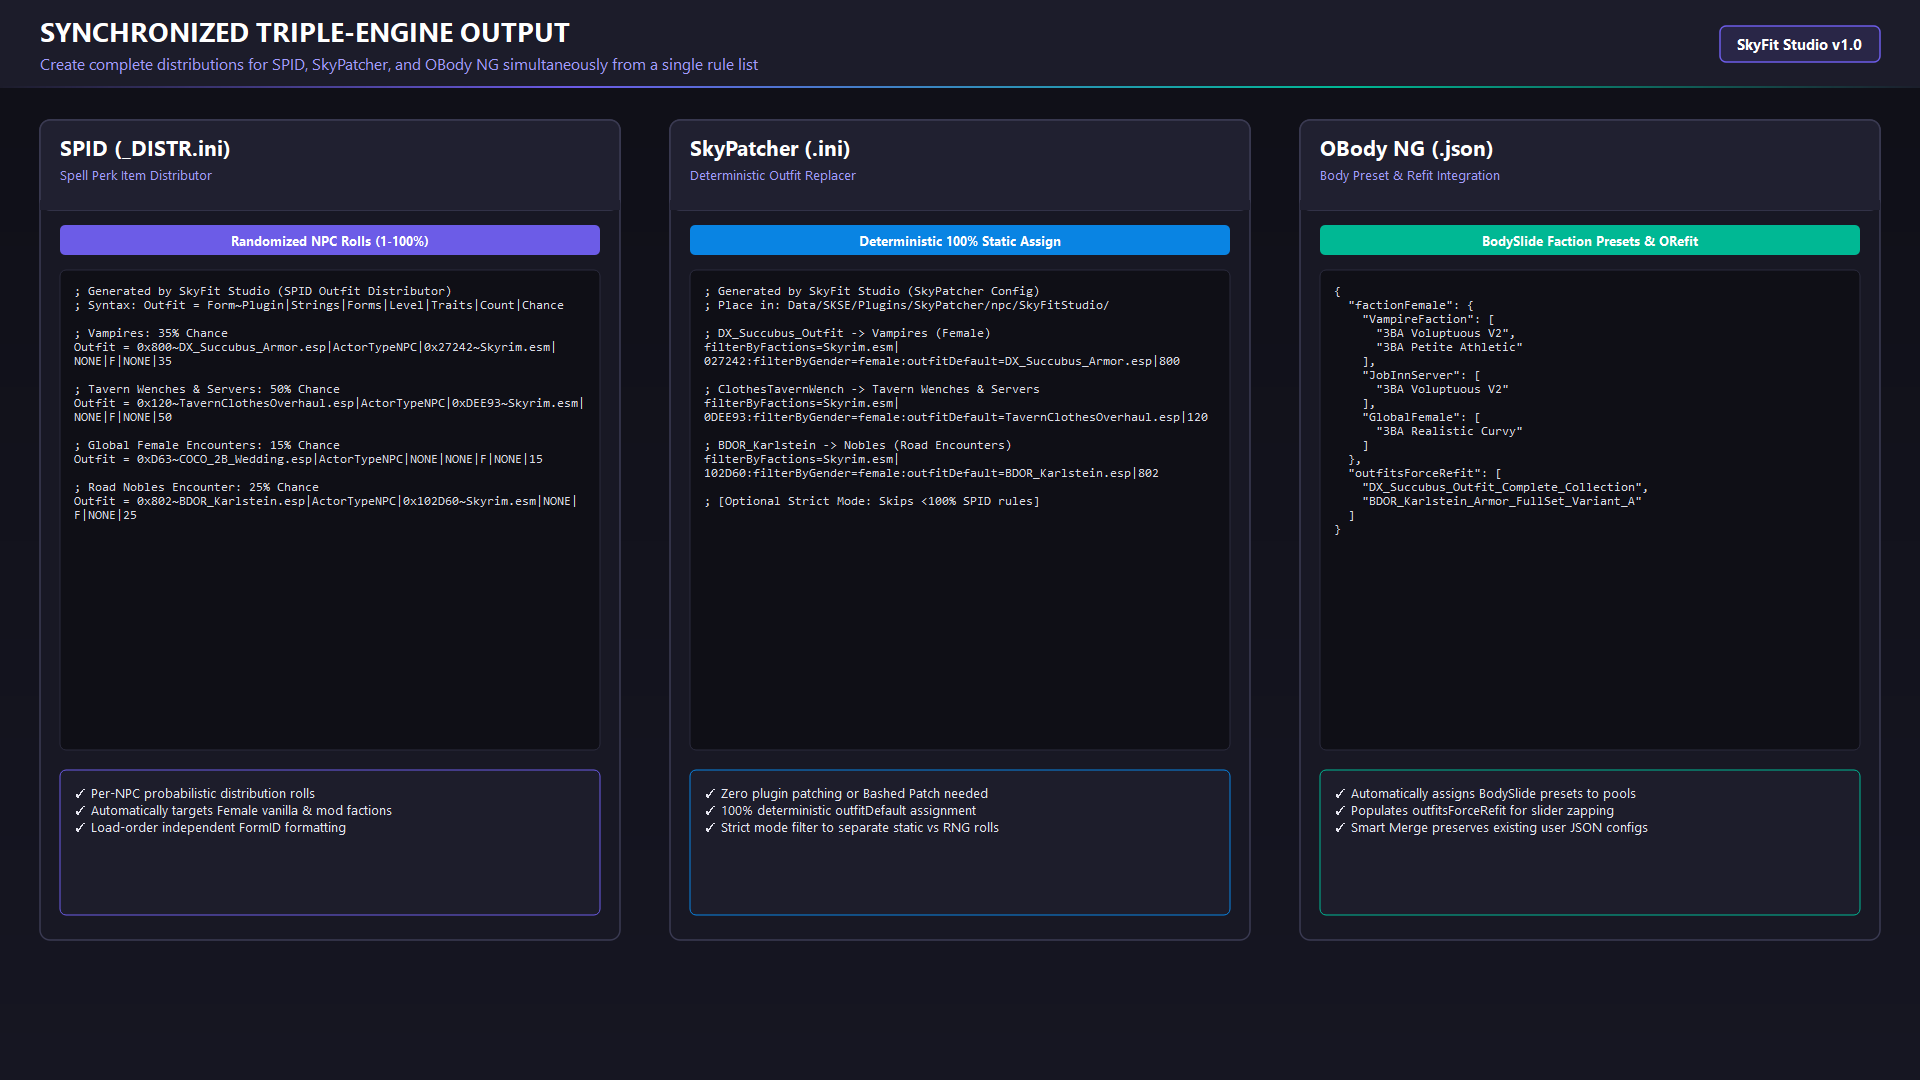 SYNCHRONIZED TRIPLE-ENGINE OUTPUT
Create complete distributions for SPID, SkyPatcher, and OBody NG simultaneously from a single rule list
SkyFit Studio v1.0
SPID (_DISTR.ini)
Spell Perk Item Distributor
Randomized NPC Rolls (1-100%)
; Generated by SkyFit Studio (SPID Outfit Distributor)
; Syntax: Outfit = Form~Plugin|Strings|Forms|Level|Traits|Count|Chance
; Vampires: 35% Chance
Outfit = 0x800~DX_Succubus_Armor.esp|ActorTypeNPC|0x27242~Skyrim.esm|
NONE|F|NONE|35
; Tavern Wenches & Servers: 50% Chance
Outfit = 0x120~TavernClothesOverhaul.esp|ActorTypeNPC|0xDEE93~Skyrim.esm|
NONE|F|NONE|50
; Global Female Encounters: 15% Chance
Outfit = 0xD63~COCO_2B_Wedding.esp|ActorTypeNPC|NONE|NONE|F|NONE|15
; Road Nobles Encounter: 25% Chance
Outfit = 0x802~BDOR_Karlstein.esp|ActorTypeNPC|0x102D60~Skyrim.esm|NONE|
F|NONE|25
✓ Per-NPC probabilistic distribution rolls
✓ Automatically targets Female vanilla & mod factions
✓ Load-order independent FormID formatting
SkyPatcher (.ini)
Deterministic Outfit Replacer
Deterministic 100% Static Assign
; Generated by SkyFit Studio (SkyPatcher Config)
; Place in: Data/SKSE/Plugins/SkyPatcher/npc/SkyFitStudio/
; DX_Succubus_Outfit -> Vampires (Female)
filterByFactions=Skyrim.esm|
027242:filterByGender=female:outfitDefault=DX_Succubus_Armor.esp|800
; ClothesTavernWench -> Tavern Wenches & Servers
filterByFactions=Skyrim.esm|
0DEE93:filterByGender=female:outfitDefault=TavernClothesOverhaul.esp|120
; BDOR_Karlstein -> Nobles (Road Encounters)
filterByFactions=Skyrim.esm|
102D60:filterByGender=female:outfitDefault=BDOR_Karlstein.esp|802
; [Optional Strict Mode: Skips <100% SPID rules]
✓ Zero plugin patching or Bashed Patch needed
✓ 100% deterministic outfitDefault assignment
✓ Strict mode filter to separate static vs RNG rolls
OBody NG (.json)
Body Preset & Refit Integration
BodySlide Faction Presets & ORefit
{
"factionFemale": {
"VampireFaction": [
"3BA Voluptuous V2",
"3BA Petite Athletic"
],
"JobInnServer": [
"3BA Voluptuous V2"
],
"GlobalFemale": [
"3BA Realistic Curvy"
]
},
"outfitsForceRefit": [
"DX_Succubus_Outfit_Complete_Collection",
"BDOR_Karlstein_Armor_FullSet_Variant_A"
]
}
✓ Automatically assigns BodySlide presets to pools
✓ Populates outfitsForceRefit for slider zapping
✓ Smart Merge preserves existing user JSON configs